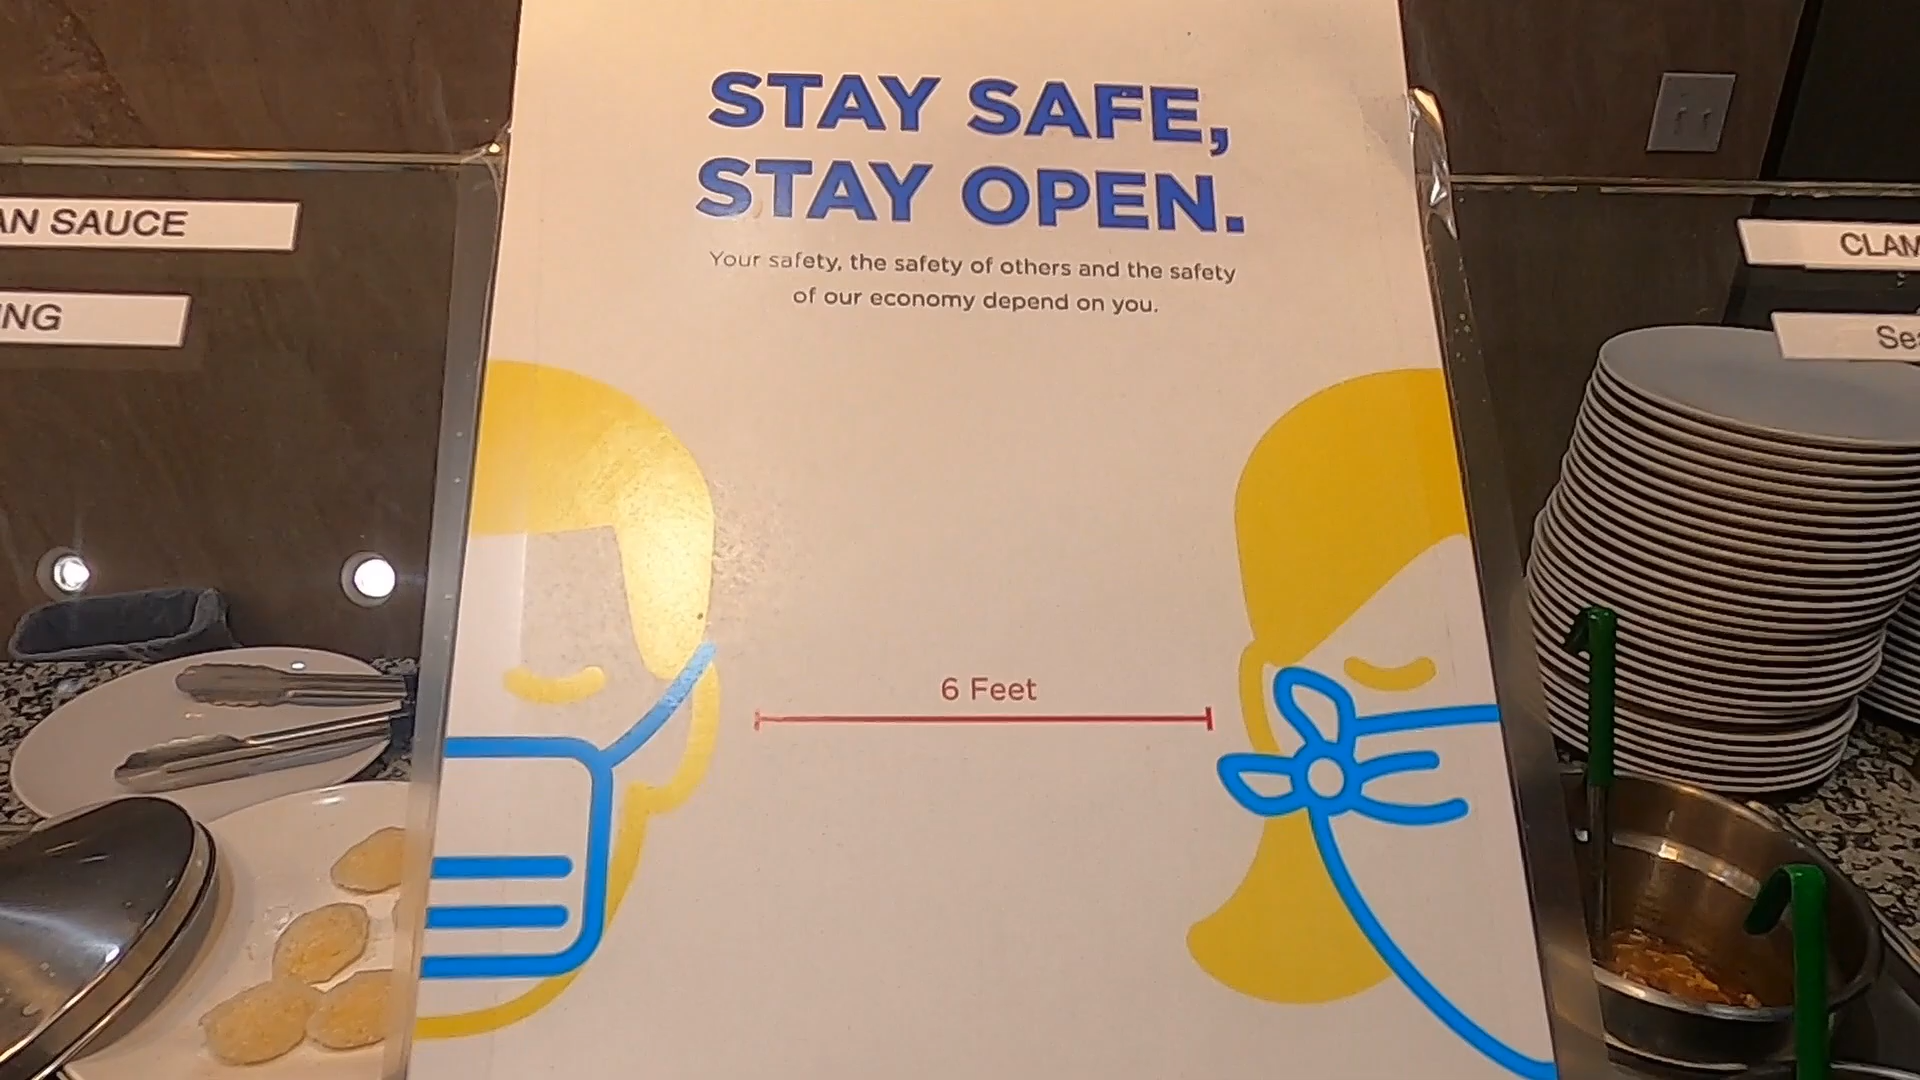 STAY SAFE,
STAY OPEN.
Your safety, the safety of others and the safety
of our economy depend on you.
6 Feet
AN SAUCE
NG
CLAM
Se